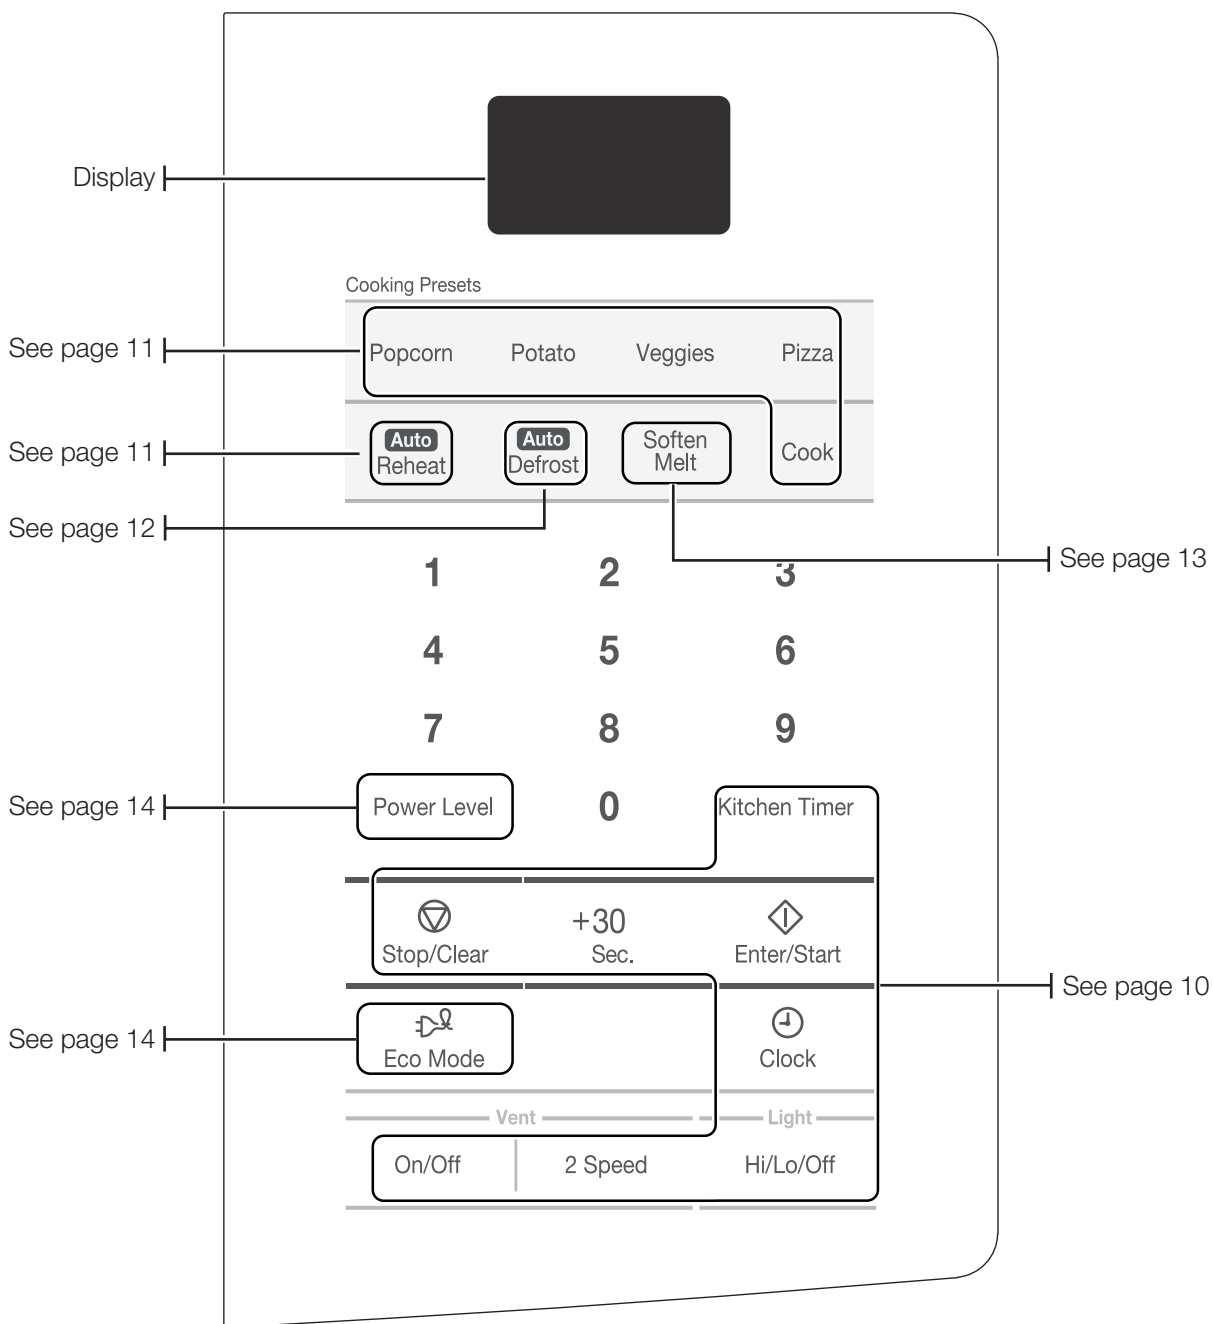 Display
Cooking Presets
See page 11
Popcorn Potato Veggies Pizza
See page 11
Auto Reheat
Auto Defrost
Soften Melt
Cook
See page 12
See page 13
1 2 3
4 5 6
7 8 9
See page 14
Power Level 0 Kitchen Timer
Stop/Clear
+30 Sec.
Enter/Start
See page 10
See page 14
Eco Mode
Clock
Vent Light
On/Off 2 Speed Hi/Lo/Off